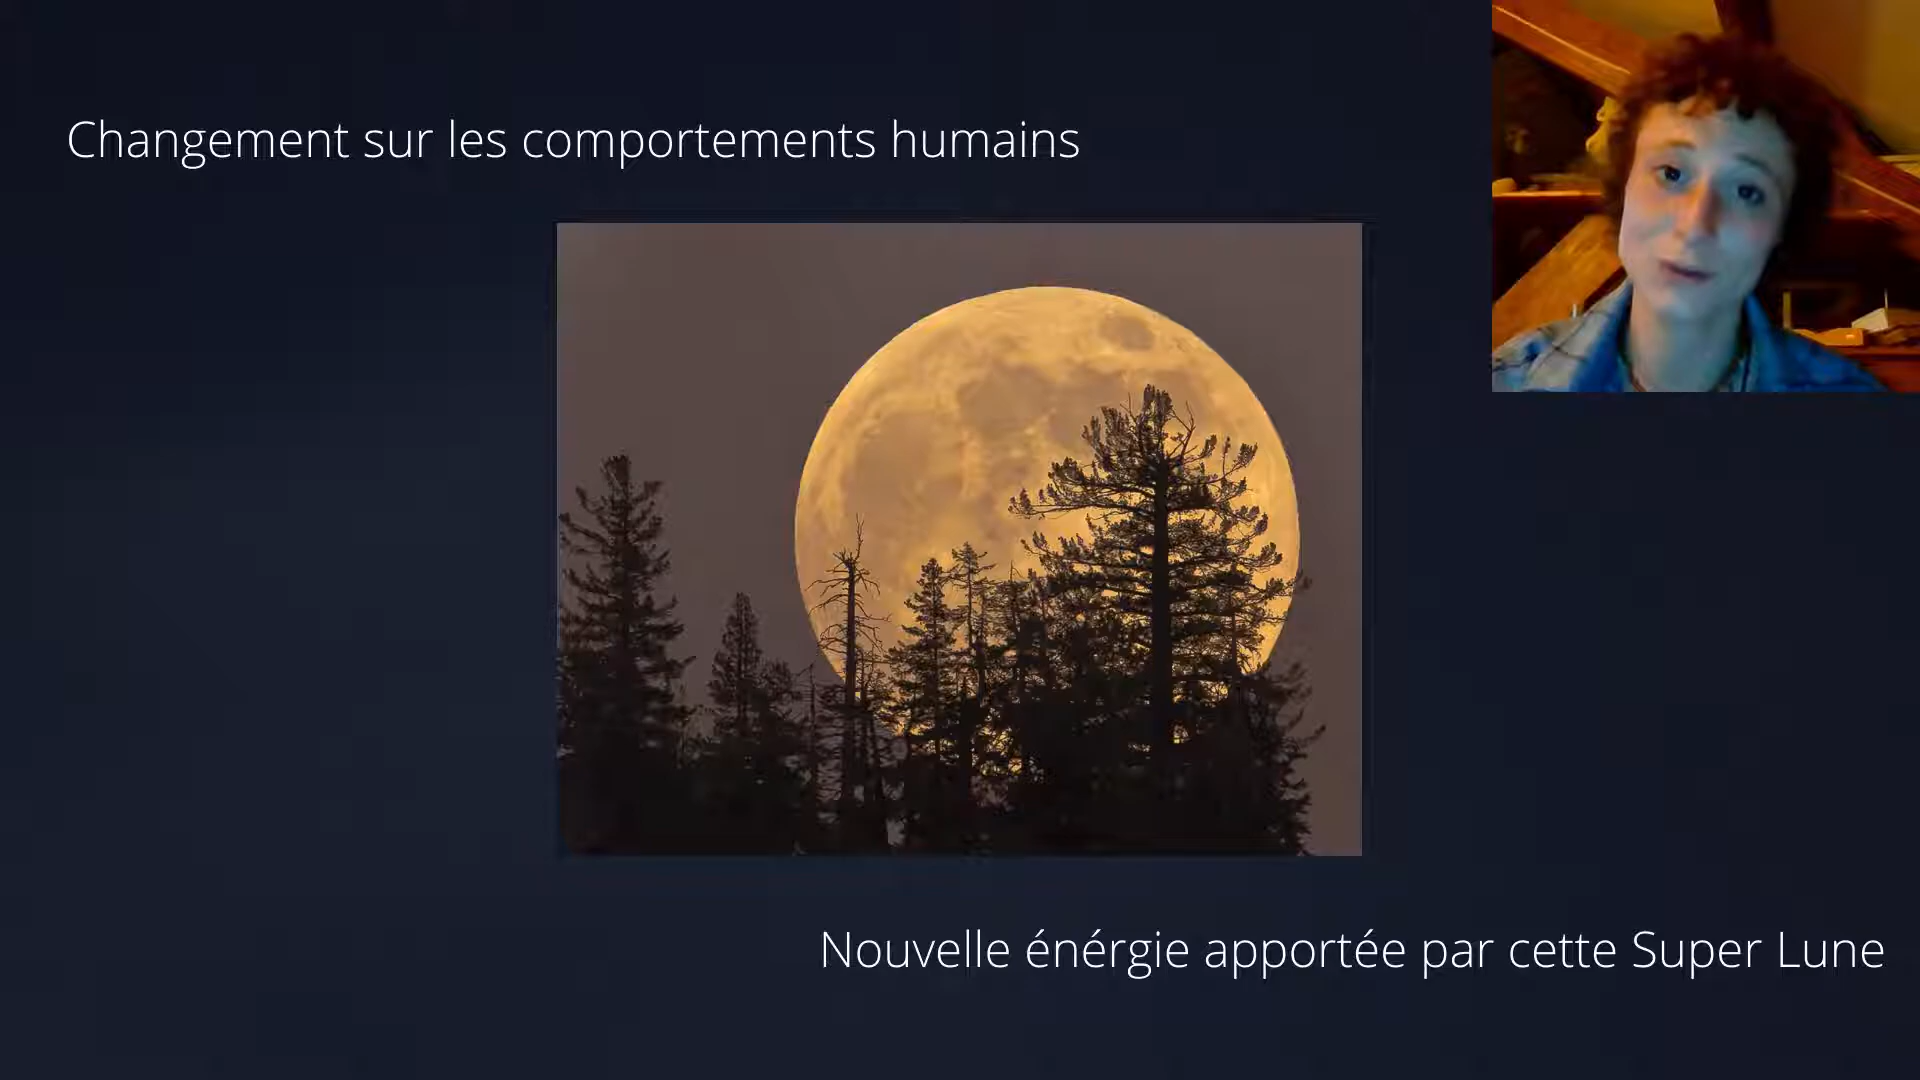 Changement sur les comportements humains
Nouvelle énérgie apportée par cette Super Lune